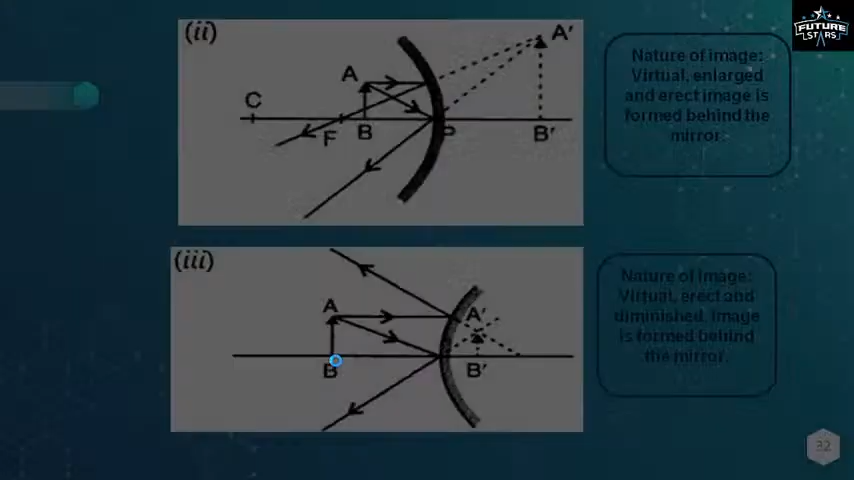 FUTURE
STARS
(ii)
A'
A
C
F
B
P
B'
Nature of image:
Virtual, enlarged
and erect image is
formed behind the
mirror.
(iii)
A
A'
B
B'
Nature of Image:
Virtual, erect and
diminished. Image
is formed behind
the mirror.
32